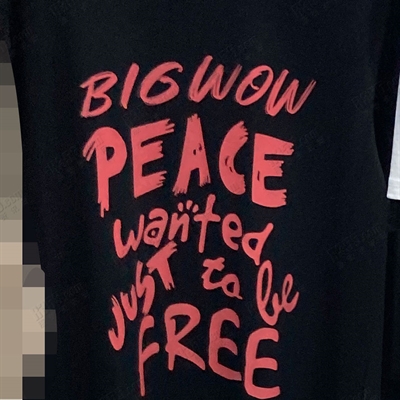 BIGWOW
PEACE
wanted
JUST to be
FREE